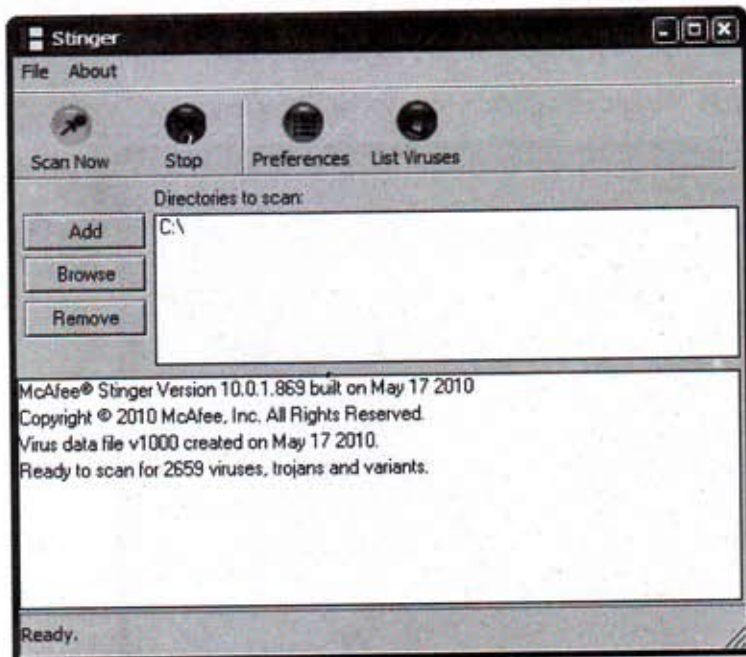 Stinger
File About
Scan Now Stop Preferences List Viruses
Directories to scan:
Add
C:\
Browse
Remove
McAfee® Stinger Version 10.0.1.869 built on May 17 2010
Copyright © 2010 McAfee, Inc. All Rights Reserved.
Virus data file v1000 created on May 17 2010.
Ready to scan for 2659 viruses, trojans and variants.
Ready.